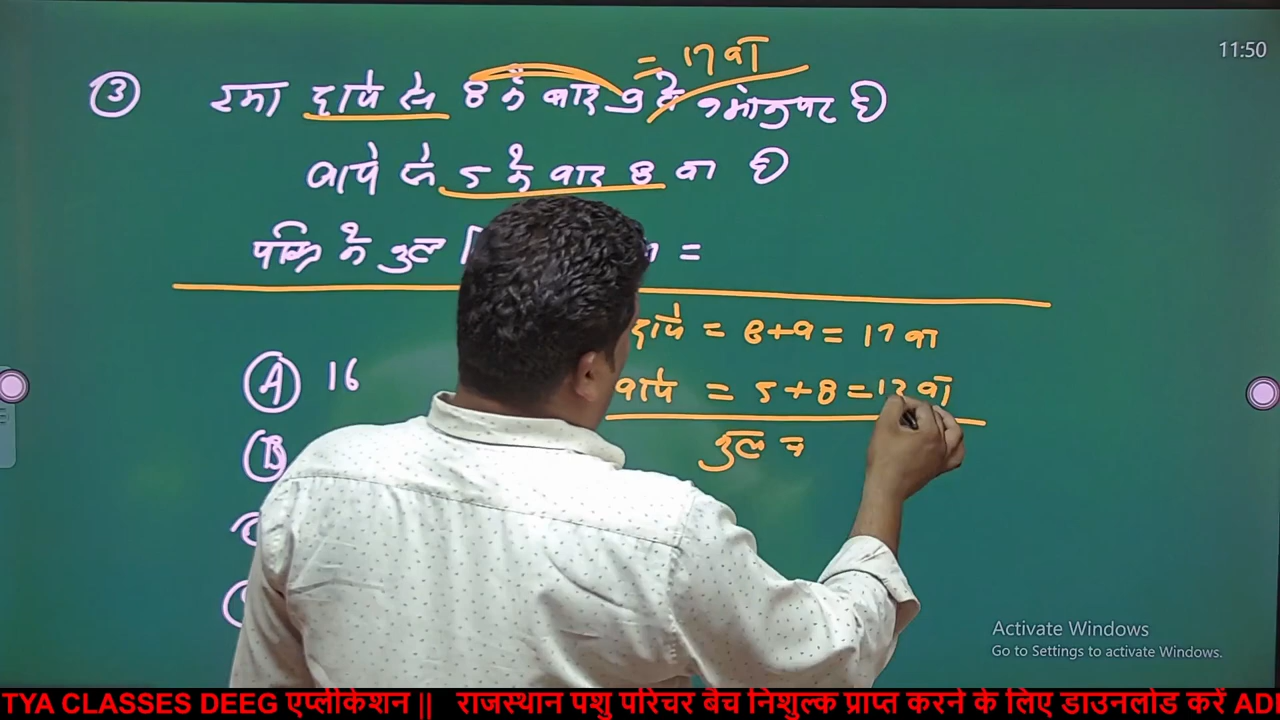 11:50
= 17वां
③ रमा दायें से 8 के बाद 9 वें स्थान पर है
बायें से 5 के बाद 8 वा है
पंक्ति के कुल =
दायें = 8+9 = 17 वा
Ⓐ 16
बायें = 5+8 = 13 वां
Ⓑ
कुल =
Activate Windows
Go to Settings to activate Windows.
TYA CLASSES DEEG एप्लीकेशन || राजस्थान पशु परिचर बैच निशुल्क प्राप्त करने के लिए डाउनलोड करें AD